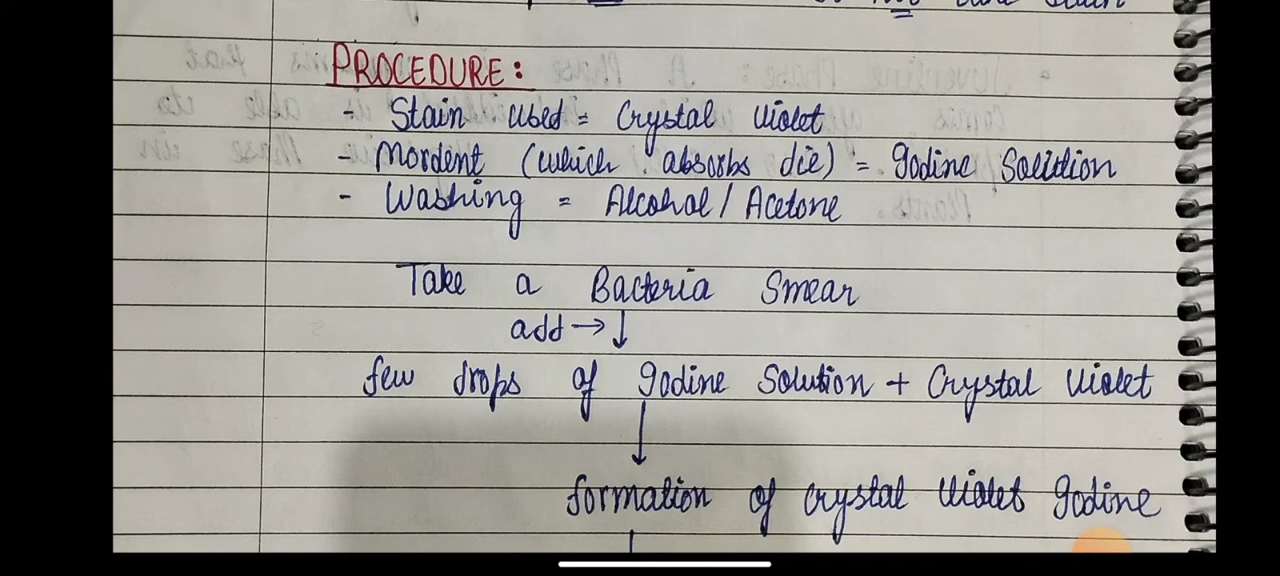 PROCEDURE:
- Stain Used = Crystal Violet
- Mordent (which absorbs die) = Iodine Solution
- Washing = Alcohal / Acetone
Take a Bacteria Smear
add → ↓
few drops of Iodine Solution + Crystal Violet
↓
formation of crystal Violet Iodine